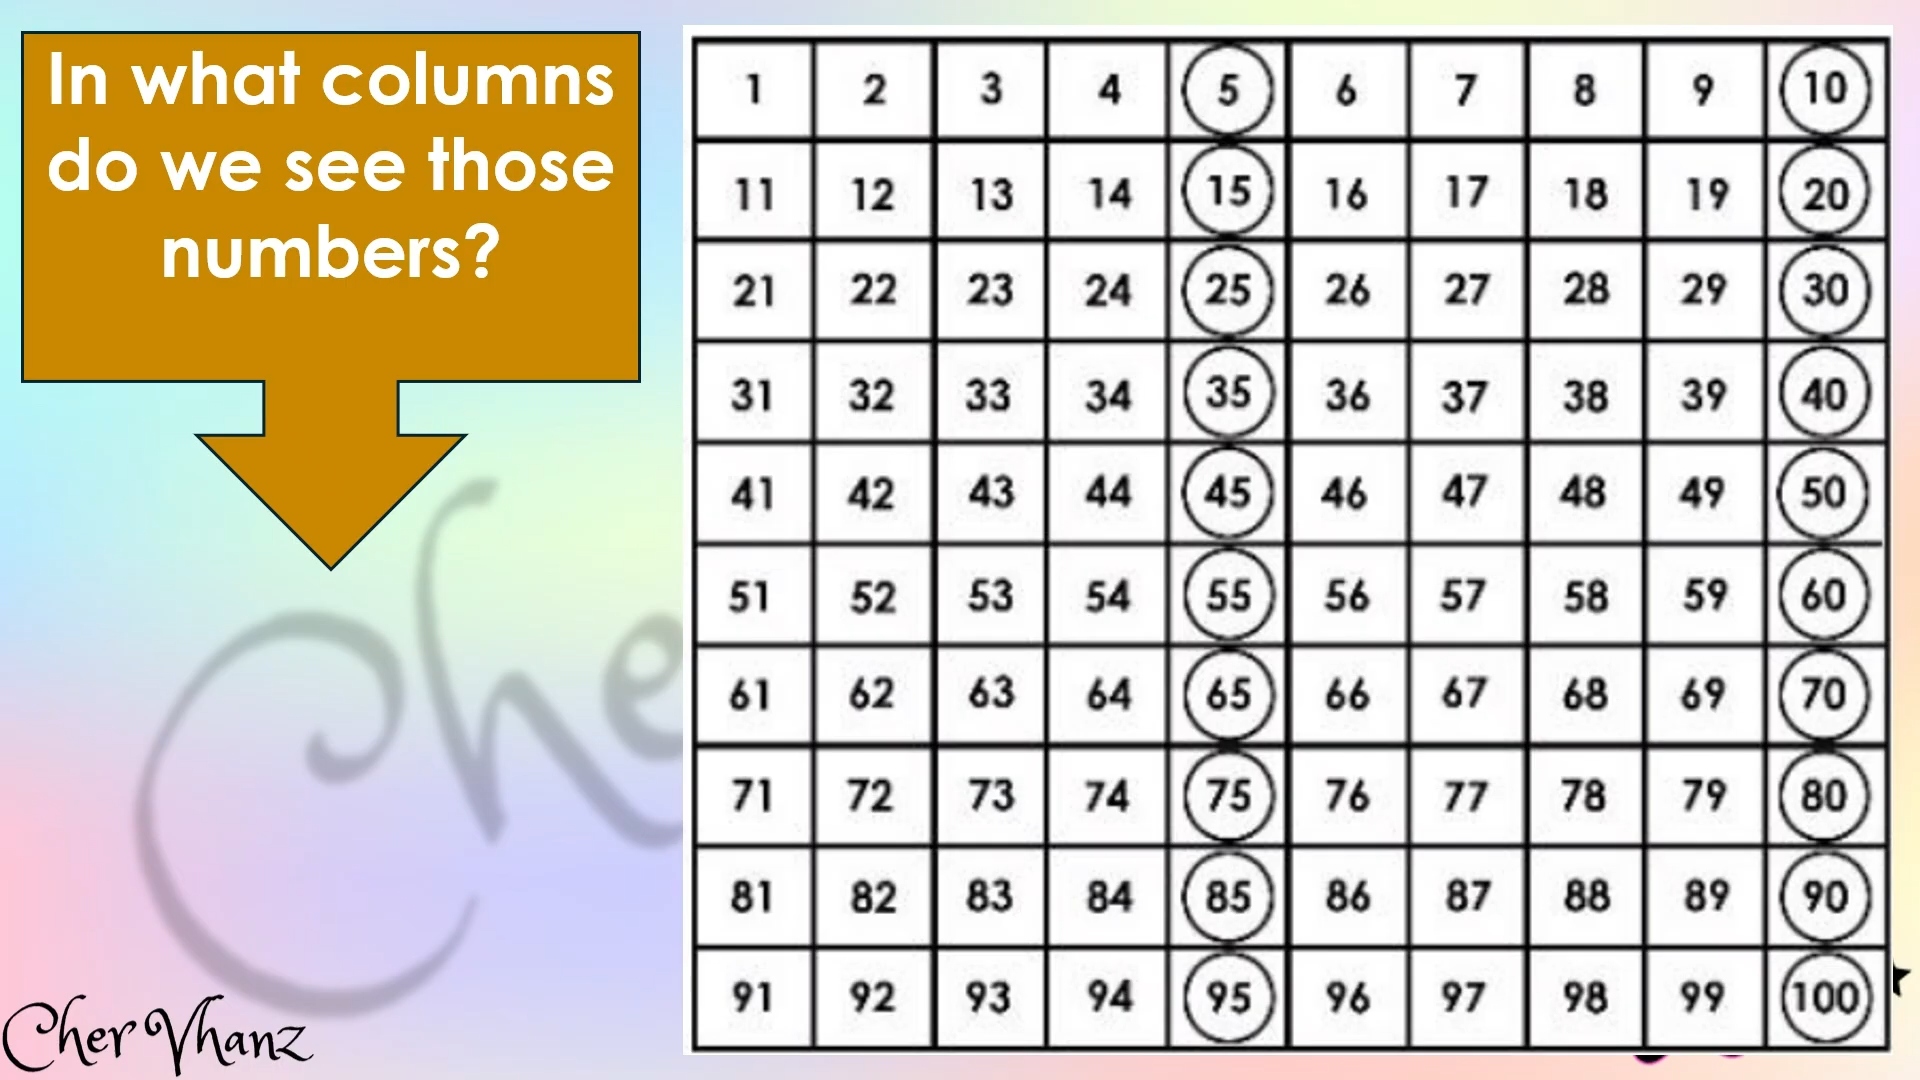 In what columns
do we see those
numbers?
1 2 3 4 5 6 7 8 9 10
11 12 13 14 15 16 17 18 19 20
21 22 23 24 25 26 27 28 29 30
31 32 33 34 35 36 37 38 39 40
41 42 43 44 45 46 47 48 49 50
51 52 53 54 55 56 57 58 59 60
61 62 63 64 65 66 67 68 69 70
71 72 73 74 75 76 77 78 79 80
81 82 83 84 85 86 87 88 89 90
91 92 93 94 95 96 97 98 99 100
Che
Cher Vhanz